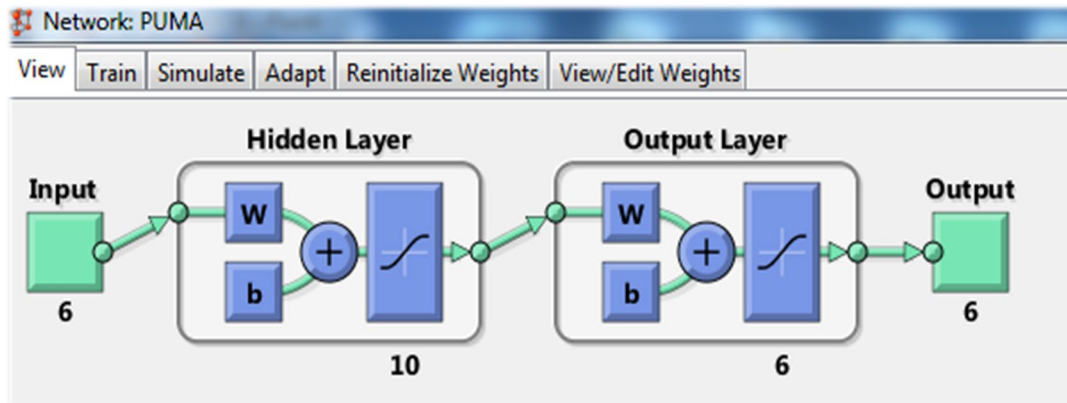 Network: PUMA
View Train Simulate Adapt Reinitialize Weights View/Edit Weights
Hidden Layer Output Layer
Input Output
W W
+ +
b b
6 6
10 6